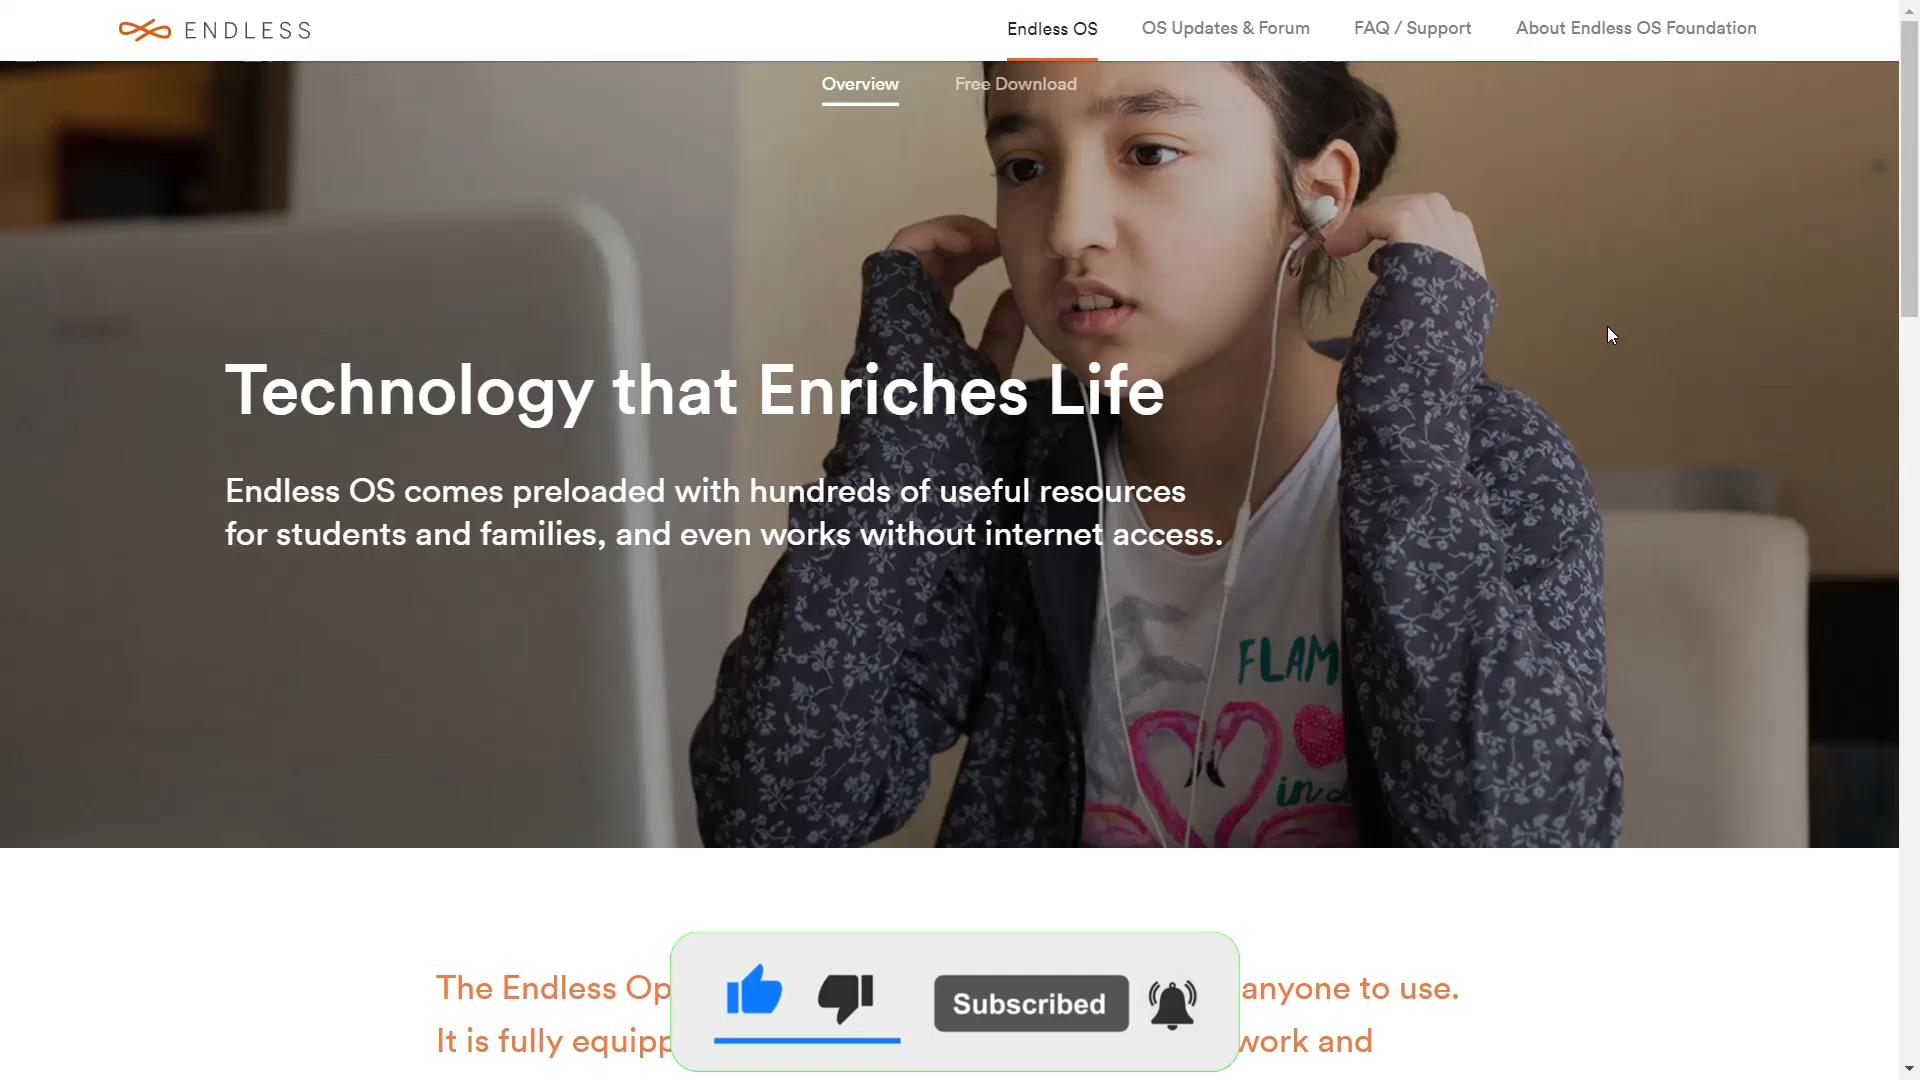 ENDLESS
Endless OS
OS Updates & Forum
FAQ / Support
About Endless OS Foundation
Overview
Free Download
Technology that Enriches Life
Endless OS comes preloaded with hundreds of useful resources
for students and families, and even works without internet access.
FLAM
in
The Endless Op
anyone to use.
It is fully equipp
work and
Subscribed